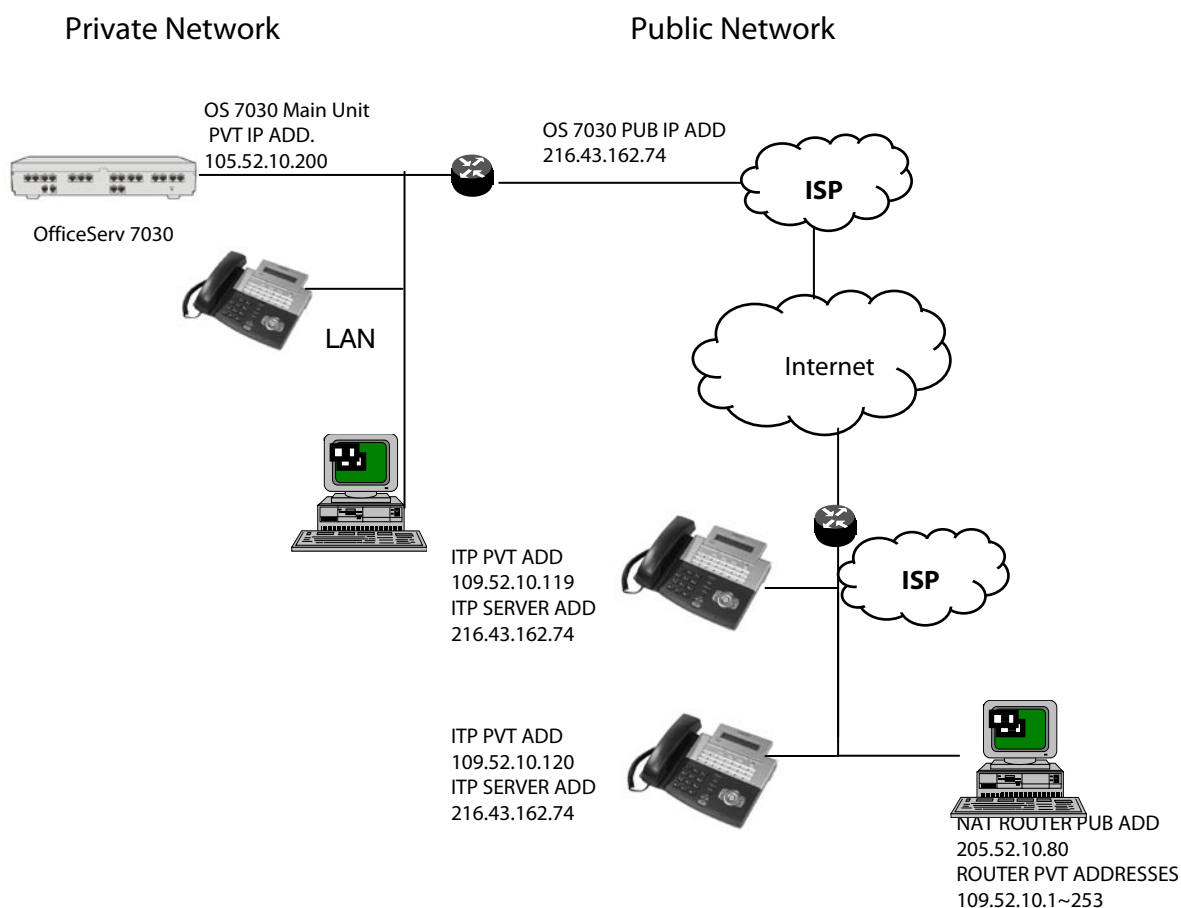 Private Network
Public Network
OS 7030 Main Unit
PVT IP ADD.
105.52.10.200
OS 7030 PUB IP ADD
216.43.162.74
ISP
OfficeServ 7030
LAN
Internet
ITP PVT ADD
109.52.10.119
ITP SERVER ADD
216.43.162.74
ISP
ITP PVT ADD
109.52.10.120
ITP SERVER ADD
216.43.162.74
NAT ROUTER PUB ADD
205.52.10.80
ROUTER PVT ADDRESSES
109.52.10.1~253